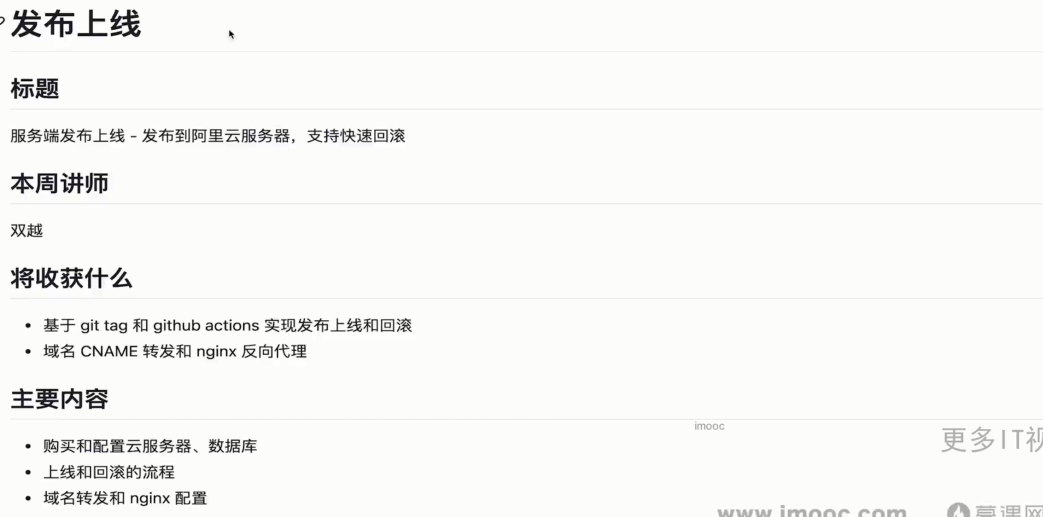 发布上线
标题
服务端发布上线 - 发布到阿里云服务器，支持快速回滚
本周讲师
双越
将收获什么
• 基于 git tag 和 github actions 实现发布上线和回滚
• 域名 CNAME 转发和 nginx 反向代理
主要内容
• 购买和配置云服务器、数据库
• 上线和回滚的流程
• 域名转发和 nginx 配置
imooc
更多IT视
www.imooc.com
慕课网